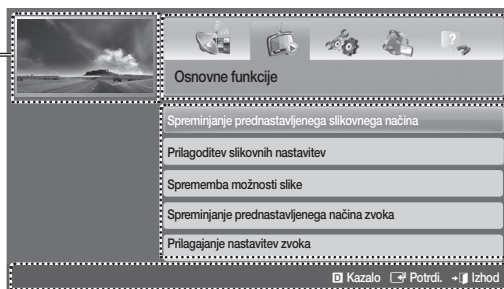 Osnovne funkcije
Spreminjanje prednastavljenega slikovnega načina
Prilagoditev slikovnih nastavitev
Sprememba možnosti slike
Spreminjanje prednastavljenega načina zvoka
Prilagajanje nastavitev zvoka
D Kazalo Potrdi. Izhod